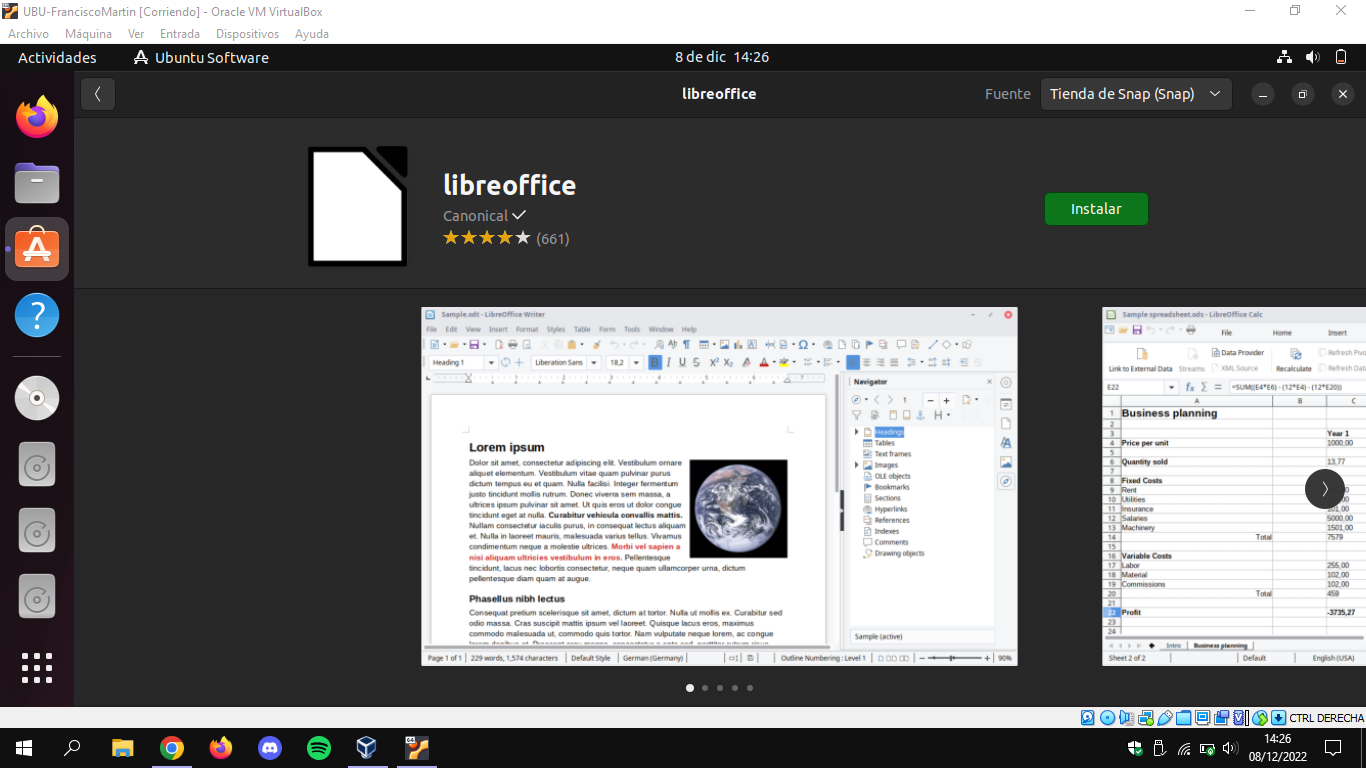 UBU-FranciscoMartin [Corriendo] - Oracle VM VirtualBox
Archivo Máquina Ver Entrada Dispositivos Ayuda
Actividades Ubuntu Software 8 de dic 14:26
libreoffice Fuente Tienda de Snap (Snap)
libreoffice
Canonical
(661)
Instalar
Sample.odt - LibreOffice Writer
File Edit View Insert Format Styles Table Form Tools Window Help
Heading 1 Liberation Sans 18,2
Navigator
1
Headings
Tables
Text frames
Images
OLE objects
Bookmarks
Sections
Hyperlinks
References
Indexes
Comments
Drawing objects
Sample (active)
Lorem ipsum
Dolor sit amet, consectetur adipiscing elit. Vestibulum ornare
aliquet elementum. Vestibulum vitae quam pulvinar purus
dictum tempus eu et quam. Nulla facilisi. Integer fermentum
justo tincidunt mollis rutrum. Donec viverra sem massa, a
ultrices ipsum pulvinar sit amet. Ut quis eros ut dolor congue
tincidunt eget at nulla. Curabitur vehicula convallis mattis.
Nullam consectetur iaculis purus, in consequat lectus aliquam
et. Nulla in laoreet mauris, malesuada varius tellus. Vivamus
condimentum neque a molestie ultrices. Morbi vel sapien a
nisi aliquam ultricies vestibulum in eros. Pellentesque
tincidunt, lacus nec lobortis consectetur, neque quam ullamcorper urna, dictum
pellentesque diam quam at augue.
Phasellus nibh lectus
Consequat pretium scelerisque sit amet, dictum at tortor. Nulla ut mollis ex. Curabitur sed
odio massa. Cras suscipit mattis ipsum vel laoreet. Quisque lacus eros, maximus
commodo malesuada ut, commodo quis tortor. Nam vulputate neque lorem, ac congue
Page 1 of 1 229 words, 1,574 characters Default Style German (Germany) Outline Numbering : Level 1 90%
Sample spreadsheet.ods - LibreOffice Calc
File Home Insert
Link to External Data Streams Data Provider XML Source Recalculate Refresh Pivo
Refresh Data
E22 =SUM((E4*E6) - (12*E4) - (12*E20))
A B C
1 Business planning
2
3 Year 1
4 Price per unit 1000,00
5
6 Quantity sold 13,77
7
8 Fixed Costs
9 Rent
10 Utilities
11 Insurance
12 Salaries 5000,00
13 Machinery 1501,00
14 Total 7579
15
16 Variable Costs
17 Labor 255,00
18 Material 102,00
19 Commissions 102,00
20 Total 459
21
22 Profit -3735,27
23
24
Intro Business planning
Sheet 2 of 2 Default English (USA)
CTRL DERECHA
14:26
08/12/2022